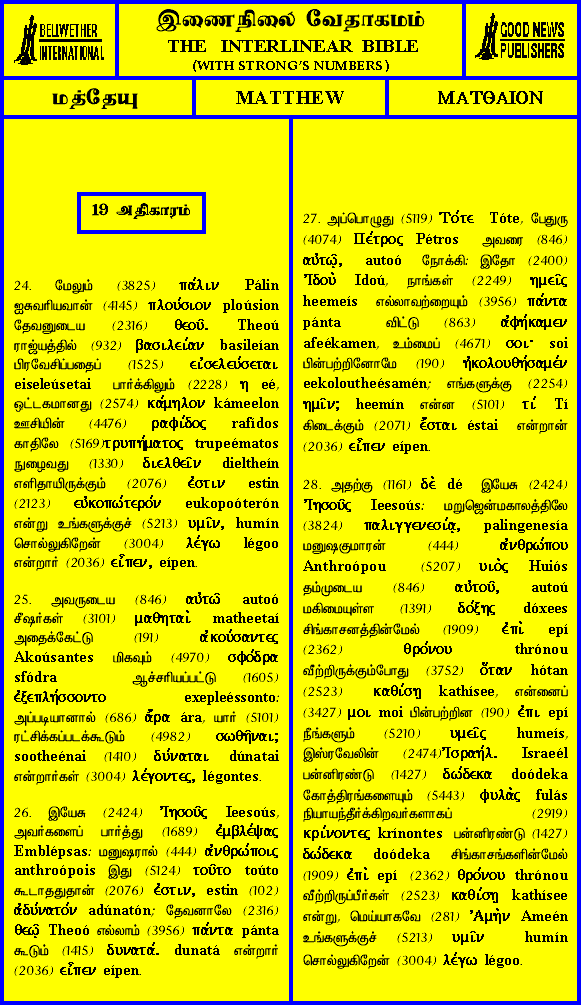 BELLWETHER
INTERNATIONAL
இணைநிலை வேதாகமம்
THE INTERLINEAR BIBLE
(WITH STRONG'S NUMBERS)
GOOD NEWS
PUBLISHERS
மத்தேயு
MATTHEW
ΜΑΤΘΑΙΟΝ
19 அதிகாரம்
24. மேலும் (3825) πάλιν Pálin
ஐசுவரியவான் (4145) πλούσιον ploúsion
தேவனுடைய (2316) θεοῦ. Theoú
ராஜ்யத்தில் (932) βασιλείαν basileían
பிரவேசிப்பதைப் (1525) εἰσελεύσεται
eiseleúsetai பார்க்கிலும் (2228) η eé,
ஒட்டகமானது (2574) κάμηλον kámeelon
ஊசியின் (4476) ραφίδος rafidos
காதிலே (5169)τρυπήματος trupeématos
நுழைவது (1330) διελθεῖν dieltheín
எளிதாயிருக்கும் (2076) ἐστιν estin
(2123) εὐκοπώτερόν eukopoóterón
என்று உங்களுக்குச் (5213) υμῖν, humín
சொல்லுகிறேன் (3004) λέγω légoo
என்றார் (2036) εἶπεν, eípen.
25. அவருடைய (846) αὐτῶ autoó
சீஷர்கள் (3101) μαθηταὶ matheetaí
அதைக்கேட்டு (191) ἀκούσαντες
Akoúsantes மிகவும் (4970) σφόδρα
sfódra ஆச்சரியப்பட்டு (1605)
ἐξεπλήσσοντο exepleéssonto:
அப்படியானால் (686) ἄρα ára, யார் (5101)
ரட்சிக்கப்படக்கூடும் (4982) σωθῆναι;
sootheénai (1410) δύναται dúnatai
என்றார்கள் (3004) λέγοντες, légontes.
26. இயேசு (2424) Ἰησοῦς Ieesoús,
அவர்களைப் பார்த்து (1689) ἐμβλέψας
Emblépsas: மனுஷரால் (444) ἀνθρώποις
anthroópois இது (5124) τοῦτο toúto
கூடாததுதான் (2076) ἐστιν, estin (102)
ἀδύνατόν adúnatón; தேவனாலே (2316)
θεῷ Theoó எல்லாம் (3956) πάντα pánta
கூடும் (1415) δυνατά. dunatá என்றார்
(2036) εἶπεν eípen.
27. அப்பொழுது (5119) Τότε Tóte, பேதுரு
(4074) Πέτρος Pétros அவரை (846)
αὐτῷ, autoó நோக்கி: இதோ (2400)
Ἰδοὺ Idoú, நாங்கள் (2249) ημεῖς
heemeís எல்லாவற்றையும் (3956) πάντα
pánta விட்டு (863) ἀφήκαμεν
afeékamen, உம்மைப் (4671) σοι· soi
பின்பற்றினோமே (190) ἠκολουθήσαμέν
eekoloutheésamén; எங்களுக்கு (2254)
ημῖν; heemín என்ன (5101) τί Tí
கிடைக்கும் (2071) ἔσται éstai என்றான்
(2036) εἶπεν eípen.
28. அதற்கு (1161) δὲ dé இயேசு (2424)
Ἰησοῦς Ieesoús: மறுஜென்மகாலத்திலே
(3824) παλιγγενεσίᾳ, palingenesía
மனுஷகுமாரன் (444) ἀνθρώπου
Anthroópou (5207) υιὸς Huiós
தம்முடைய (846) αὐτοῦ, autoú
மகிமையுள்ள (1391) δόξης dóxees
சிங்காசனத்தின்மேல் (1909) ἐπὶ epí
(2362) θρόνου thrónou
வீற்றிருக்கும்போது (3752) ὅταν hótan
(2523) καθίσῃ kathísee, என்னைப்
(3427) μοι moi பின்பற்றின (190) ἐπι epí
நீங்களும் (5210) υμεῖς humeís,
இஸ்ரவேலின் (2474)Ἰσραήλ. Israeél
பன்னிரண்டு (1427) δώδεκα doódeka
கோத்திரங்களையும் (5443) φυλὰς fulás
நியாயந்தீர்க்கிறவர்களாகப் (2919)
κρίνοντες krínontes பன்னிரண்டு (1427)
δώδεκα doódeka சிங்காசங்களின்மேல்
(1909) ἐπὶ epí (2362) θρόνου thrónou
வீற்றிருப்பீர்கள் (2523) καθίσῃ kathísee
என்று, மெய்யாகவே (281) Ἀμὴν Ameén
உங்களுக்குச் (5213) υμῖν humín
சொல்லுகிறேன் (3004) λέγω légoo.